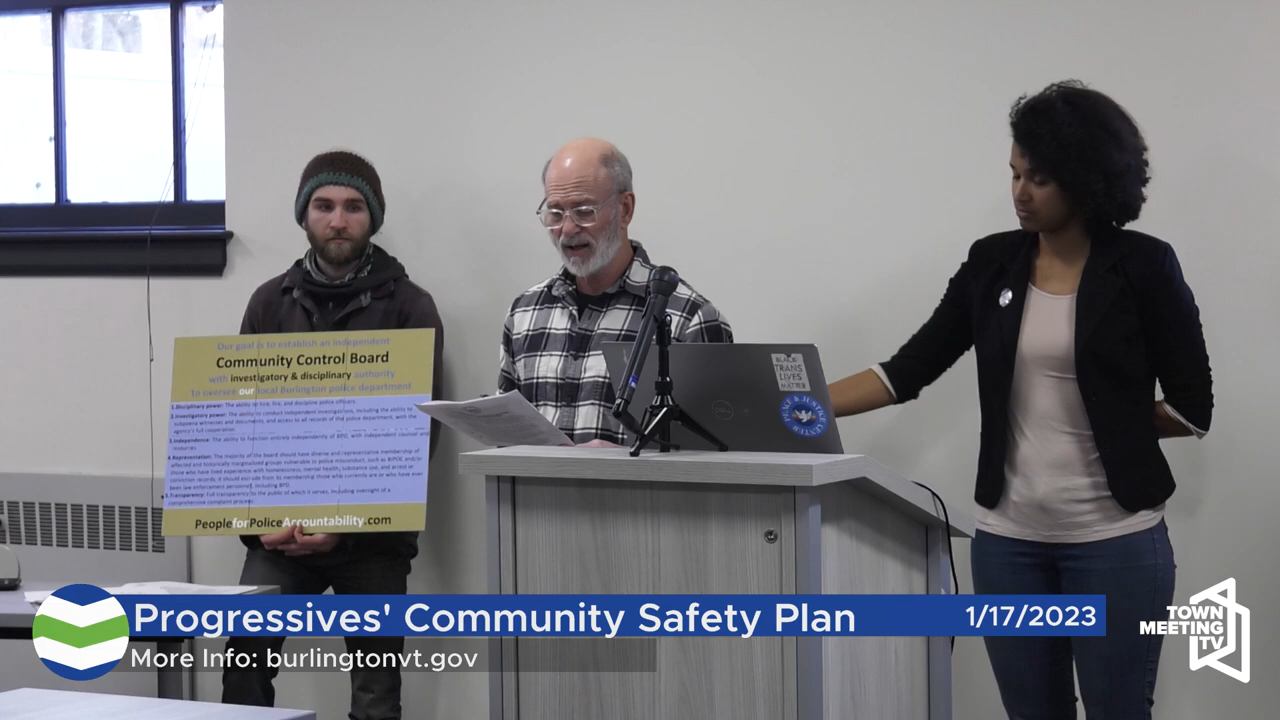 Our goal is to establish an independent
Community Control Board
with investigatory & disciplinary authority
to oversee our local Burlington police department
1.Disciplinary power: The ability to hire, fire, and discipline police officers.
2.Investigatory power: The ability to conduct independent investigations, including the ability to
subpoena witnesses and documents, and access to all records of the police department, with the
agency's full cooperation.
3.Independence: The ability to function entirely independently of BPD, with independent counsel and
resources
4.Representation: The majority of the board should have diverse and representative membership of
affected and historically marginalized groups vulnerable to police misconduct, such as BIPOC and/or
those who have lived experience with homelessness, mental health, substance use, and arrest or
conviction records; it should exclude from its membership those who currently are or who have ever
been law enforcement personnel, including BPD.
5.Transparency: Full transparency to the public of which it serves, including oversight of a
comprehensive complaint process.
PeopleforPoliceAccountability.com
BLACK
TRANS
LIVES
MATTER
PEACE & JUSTICE
CENTER
Progressives' Community Safety Plan 1/17/2023
More Info: burlingtonvt.gov
TOWN
MEETING
TV